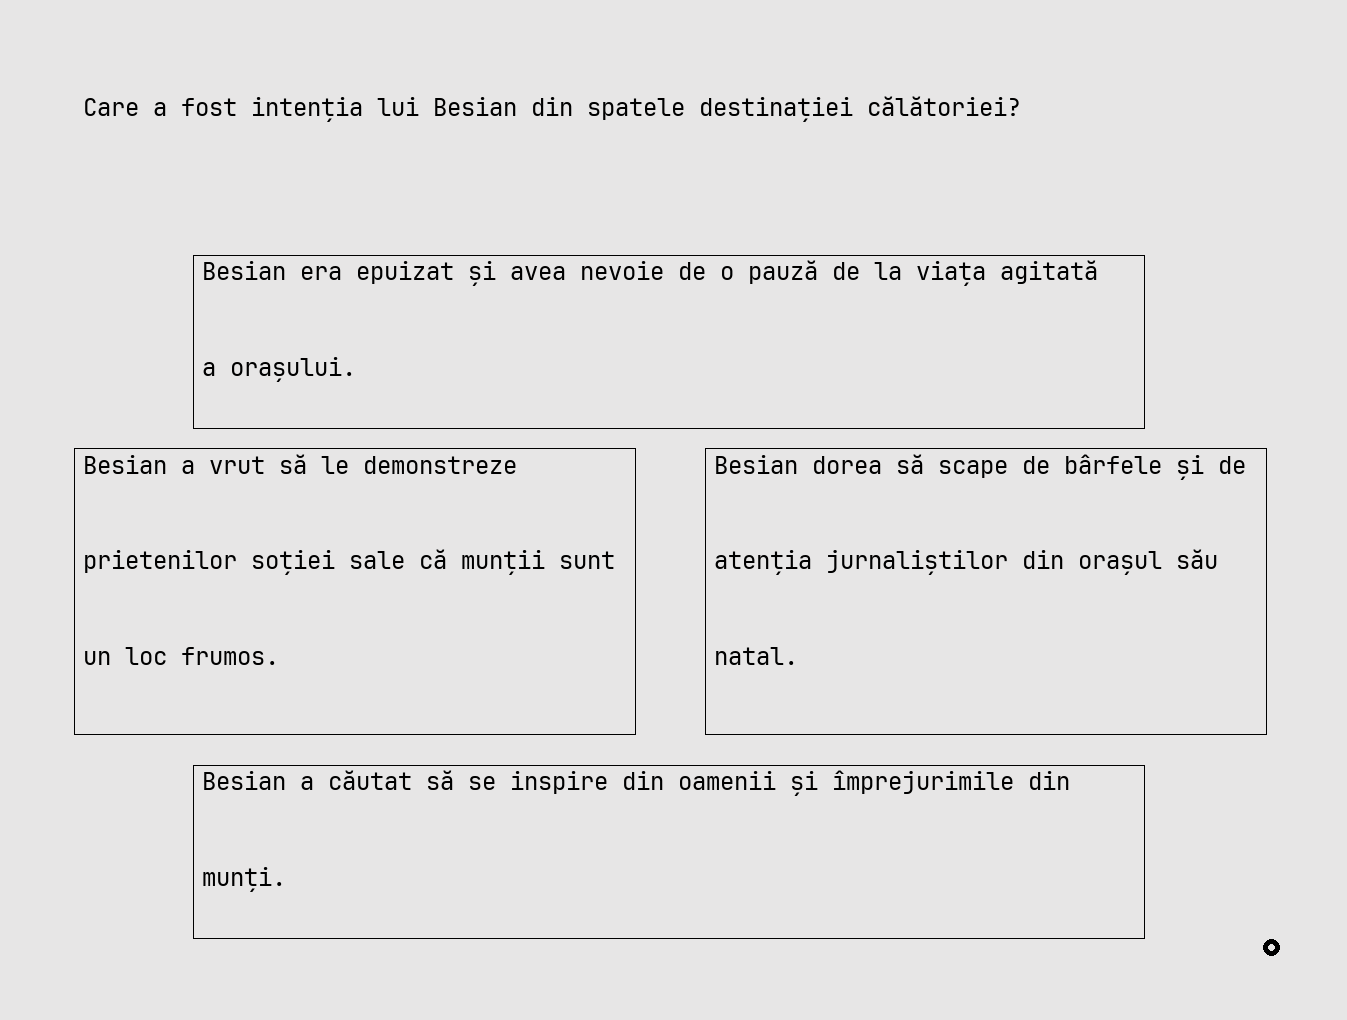 Care a fost intenția lui Besian din spatele destinației călătoriei?
Besian era epuizat și avea nevoie de o pauză de la viața agitată
a orașului.
Besian a vrut să le demonstreze
prietenilor soției sale că munții sunt
un loc frumos.
Besian dorea să scape de bârfele și de
atenția jurnaliștilor din orașul său
natal.
Besian a căutat să se inspire din oamenii și împrejurimile din
munți.